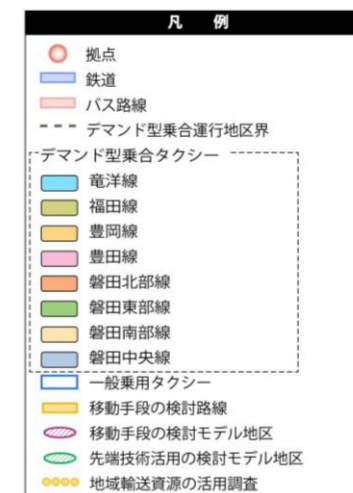 凡 例
拠点
鉄道
バス路線
デマンド型乗合運行地区界
デマンド型乗合タクシー
竜洋線
福田線
豊岡線
豊田線
磐田北部線
磐田東部線
磐田南部線
磐田中央線
一般乗用タクシー
移動手段の検討路線
移動手段の検討モデル地区
先端技術活用の検討モデル地区
地域輸送資源の活用調査